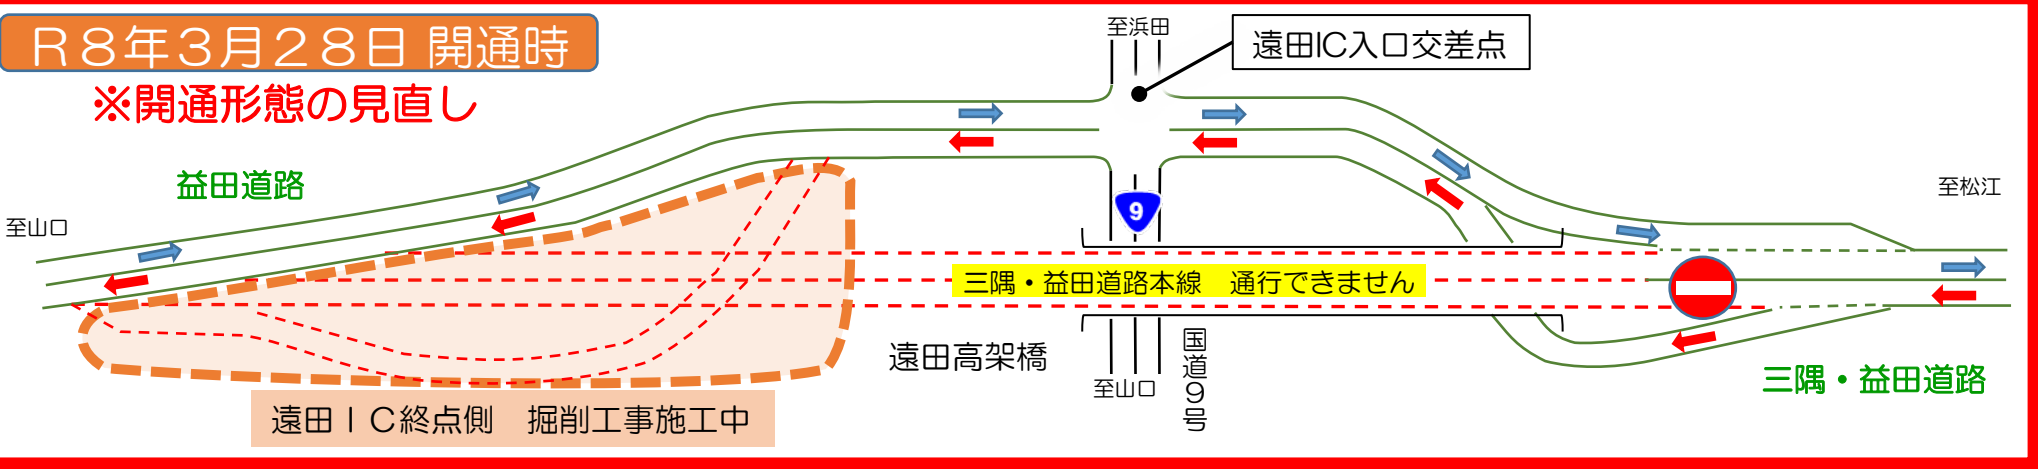 R8年3月28日 開通時
※開通形態の見直し
至浜田
遠田IC入口交差点
益田道路
至山口
9
至松江
三隅・益田道路本線　通行できません
遠田高架橋
国道9号
至山口
三隅・益田道路
遠田IC終点側　掘削工事施工中